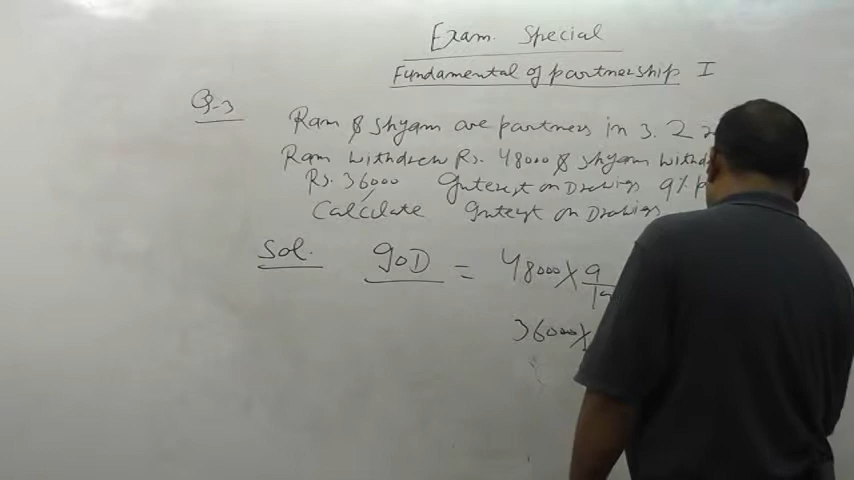 Exam. Special
Fundamental of partnership I
Q-3
Ram & Shyam are partners in 3:2
Ram withdrew Rs. 48000 & Shyam withd
Rs. 36000 Interest on Drawings 9% p
Calculate Interest on Drawings
Sol. IOD = 48000 X 9
36000 X